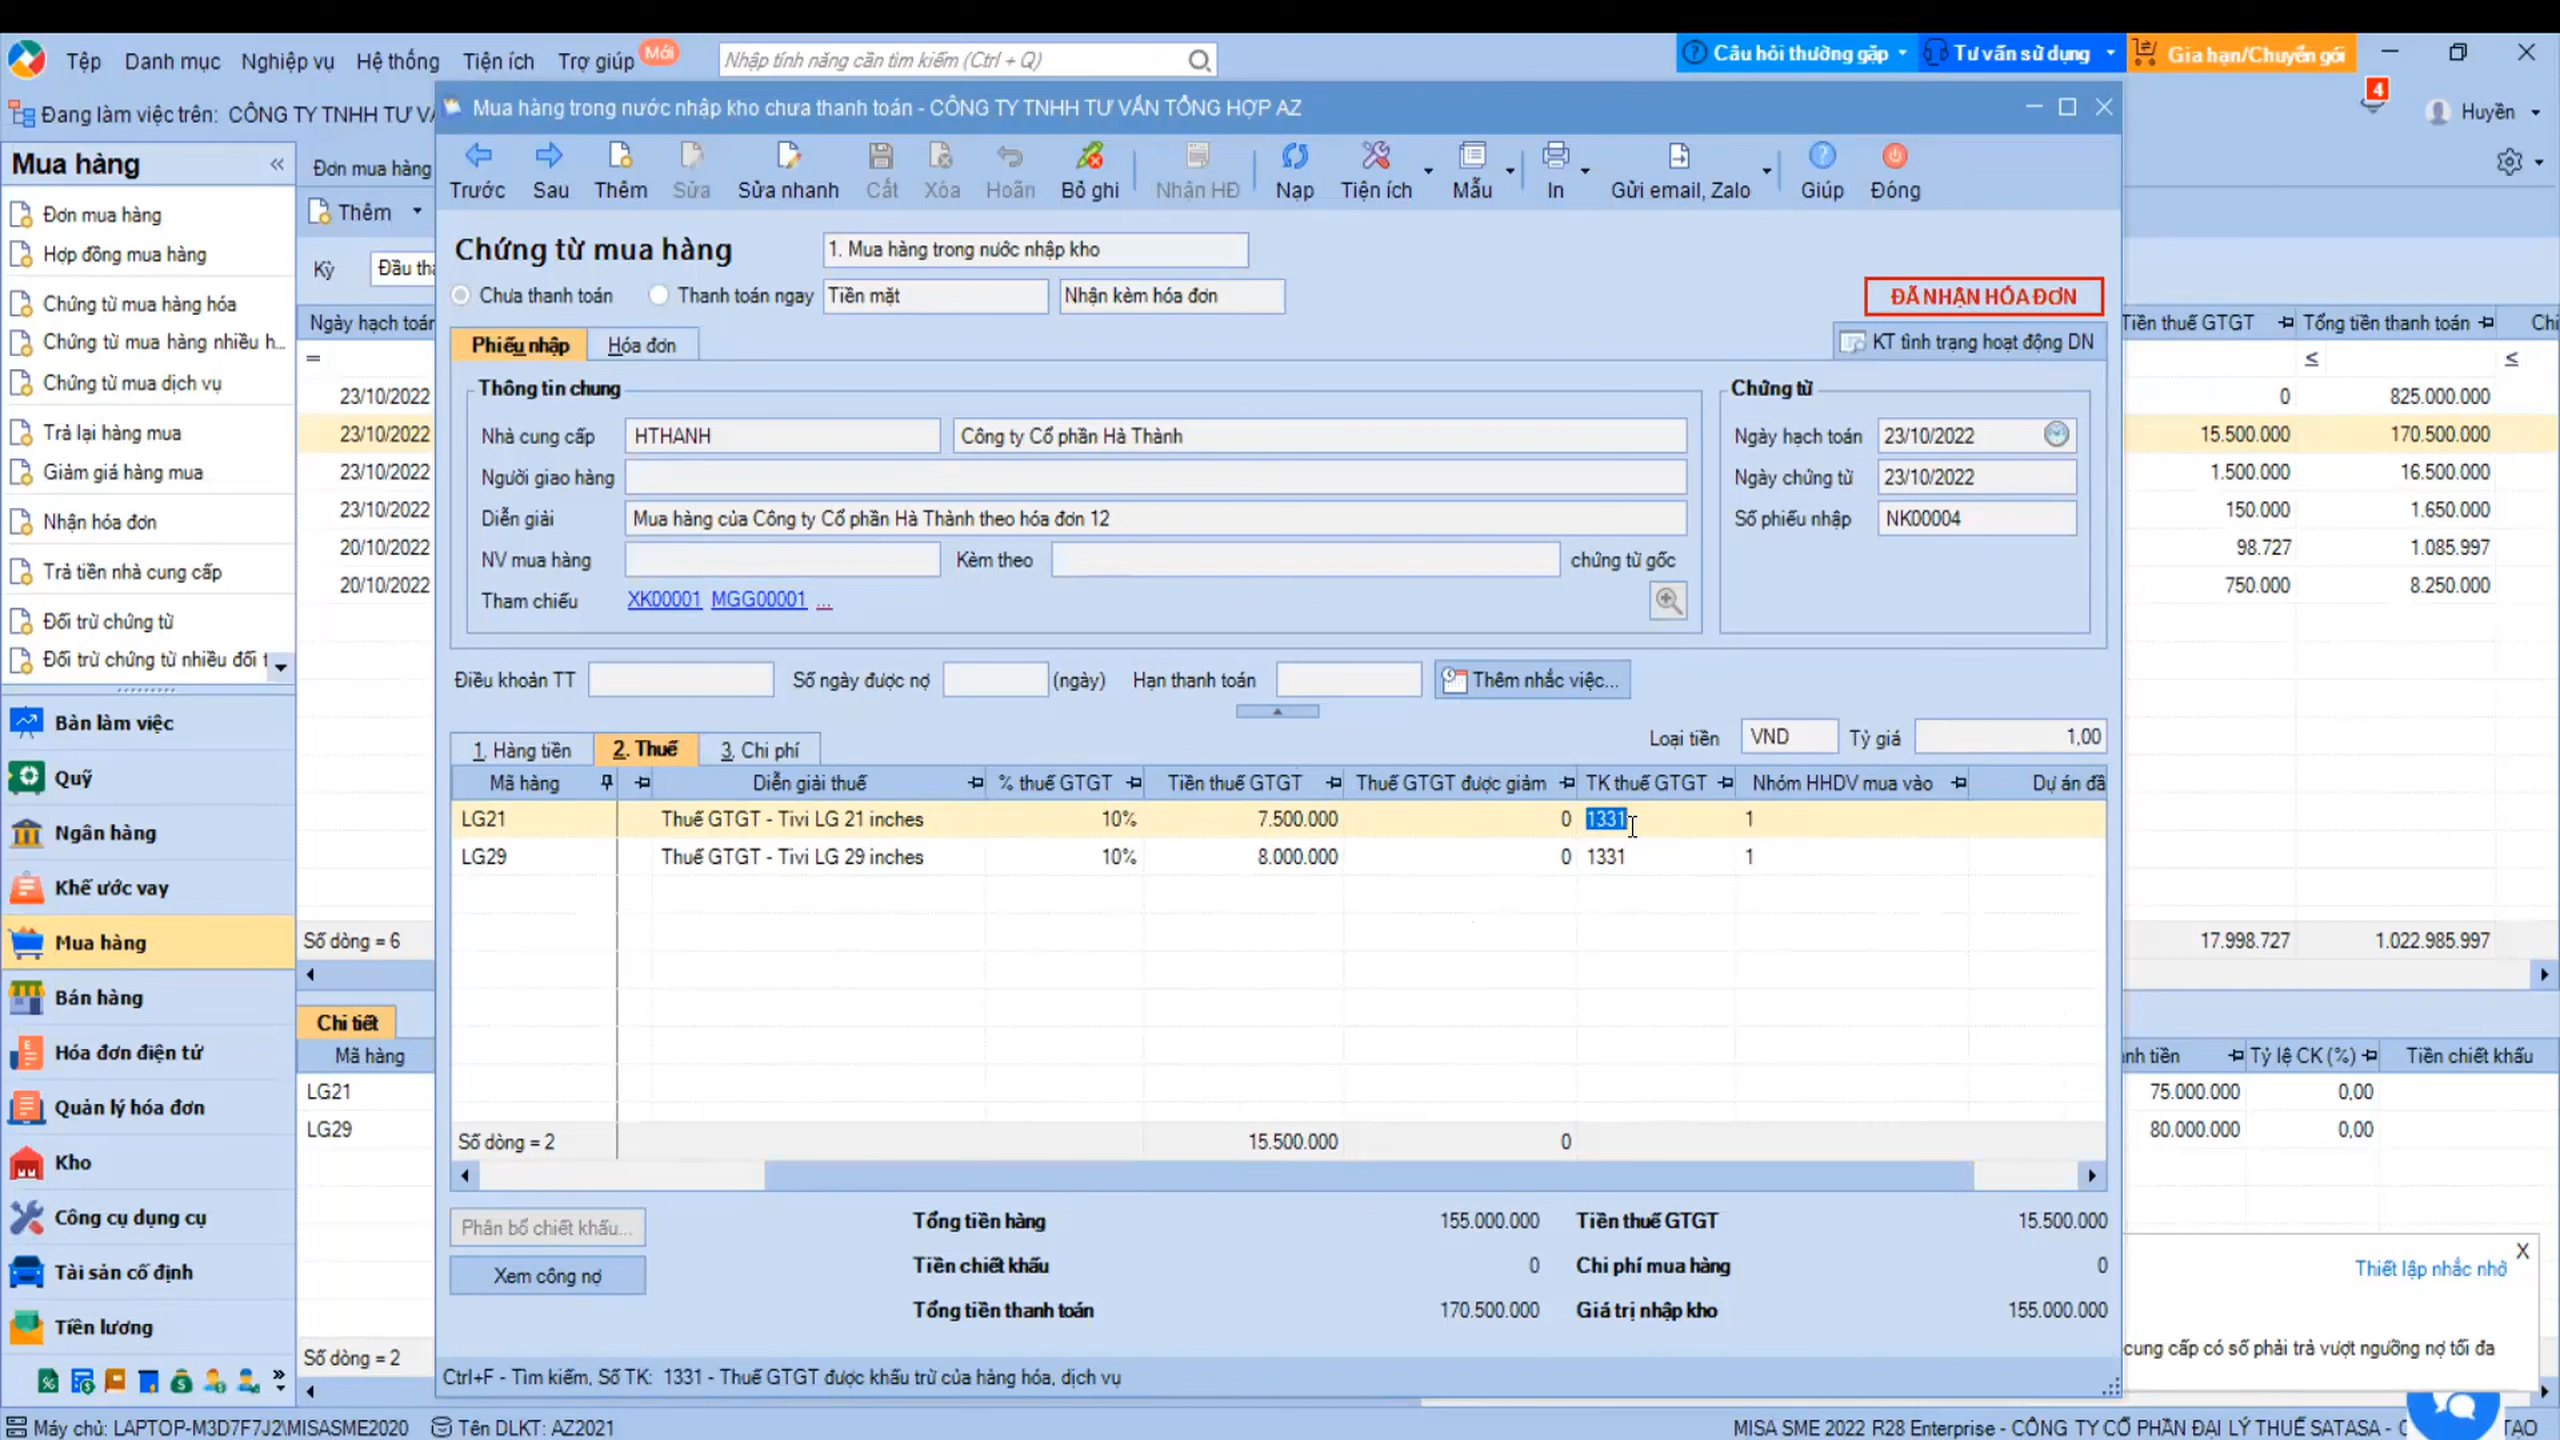 Tệp Danh mục Nghiệp vụ Hệ thống Tiện ích Trợ giúp Mới Nhập tính năng cần tìm kiếm (Ctrl + Q) Câu hỏi thường gặp Tư vấn sử dụng Gia hạn/Chuyển gói
Đang làm việc trên: CÔNG TY TNHH TƯ VẤ 4 Huyền
Mua hàng trong nước nhập kho chưa thanh toán - CÔNG TY TNHH TƯ VẤN TỔNG HỢP AZ
Mua hàng «
Đơn mua hàng
Thêm
Kỳ Đầu thá
Ngày hạch toán
=
23/10/2022
23/10/2022
23/10/2022
23/10/2022
20/10/2022
20/10/2022
Số dòng = 6
Chi tiết
Mã hàng
LG21
LG29
Số dòng = 2
Đơn mua hàng
Hợp đồng mua hàng
Chứng từ mua hàng hóa
Chứng từ mua hàng nhiều h...
Chứng từ mua dịch vụ
Trả lại hàng mua
Giảm giá hàng mua
Nhận hóa đơn
Trả tiền nhà cung cấp
Đối trừ chứng từ
Đối trừ chứng từ nhiều đối t
Bàn làm việc
Quỹ
Ngân hàng
Khế ước vay
Mua hàng
Bán hàng
Hóa đơn điện tử
Quản lý hóa đơn
Kho
Công cụ dụng cụ
Tài sản cố định
Tiền lương
Trước Sau Thêm Sửa Sửa nhanh Cất Xóa Hoãn Bỏ ghi Nhận HĐ Nạp Tiện ích Mẫu In Gửi email, Zalo Giúp Đóng
Chứng từ mua hàng 1. Mua hàng trong nước nhập kho
Chưa thanh toán Thanh toán ngay Tiền mặt Nhận kèm hóa đơn ĐÃ NHẬN HÓA ĐƠN
Phiếu nhập Hóa đơn KT tình trạng hoạt động DN
Thông tin chung Chứng từ
Nhà cung cấp HTHANH Công ty Cổ phần Hà Thành Ngày hạch toán 23/10/2022
Người giao hàng Ngày chứng từ 23/10/2022
Diễn giải Mua hàng của Công ty Cổ phần Hà Thành theo hóa đơn 12 Số phiếu nhập NK00004
NV mua hàng Kèm theo chứng từ gốc
Tham chiếu XK00001 MGG00001 ...
Điều khoản TT Số ngày được nợ (ngày) Hạn thanh toán Thêm nhắc việc...
1. Hàng tiền 2. Thuế 3. Chi phí Loại tiền VND Tỷ giá 1,00
Mã hàng Diễn giải thuế % thuế GTGT Tiền thuế GTGT Thuế GTGT được giảm TK thuế GTGT Nhóm HHDV mua vào Dự án đầ
LG21 Thuế GTGT - Tivi LG 21 inches 10% 7.500.000 0 1331 1
LG29 Thuế GTGT - Tivi LG 29 inches 10% 8.000.000 0 1331 1
Số dòng = 2 15.500.000 0
Phân bổ chiết khấu... Tổng tiền hàng 155.000.000 Tiền thuế GTGT 15.500.000
Tiền chiết khấu 0 Chi phí mua hàng 0
Xem công nợ
Tổng tiền thanh toán 170.500.000 Giá trị nhập kho 155.000.000
Ctrl+F - Tìm kiếm, Số TK: 1331 - Thuế GTGT được khấu trừ của hàng hóa, dịch vụ
Tiền thuế GTGT Tổng tiền thanh toán Chi
≤ ≤
0 825.000.000
15.500.000 170.500.000
1.500.000 16.500.000
150.000 1.650.000
98.727 1.085.997
750.000 8.250.000
17.998.727 1.022.985.997
nh tiền Tỷ lệ CK (%) Tiền chiết khấu
75.000.000 0,00
80.000.000 0,00
X
Thiết lập nhắc nhở
cung cấp có số phải trả vượt ngưỡng nợ tối đa
Máy chủ: LAPTOP-M3D7F7J2\MISASME2020 Tên DLKT: AZ2021 MISA SME 2022 R28 Enterprise - CÔNG TY CỔ PHẦN ĐẠI LÝ THUẾ SATASA - TẠO